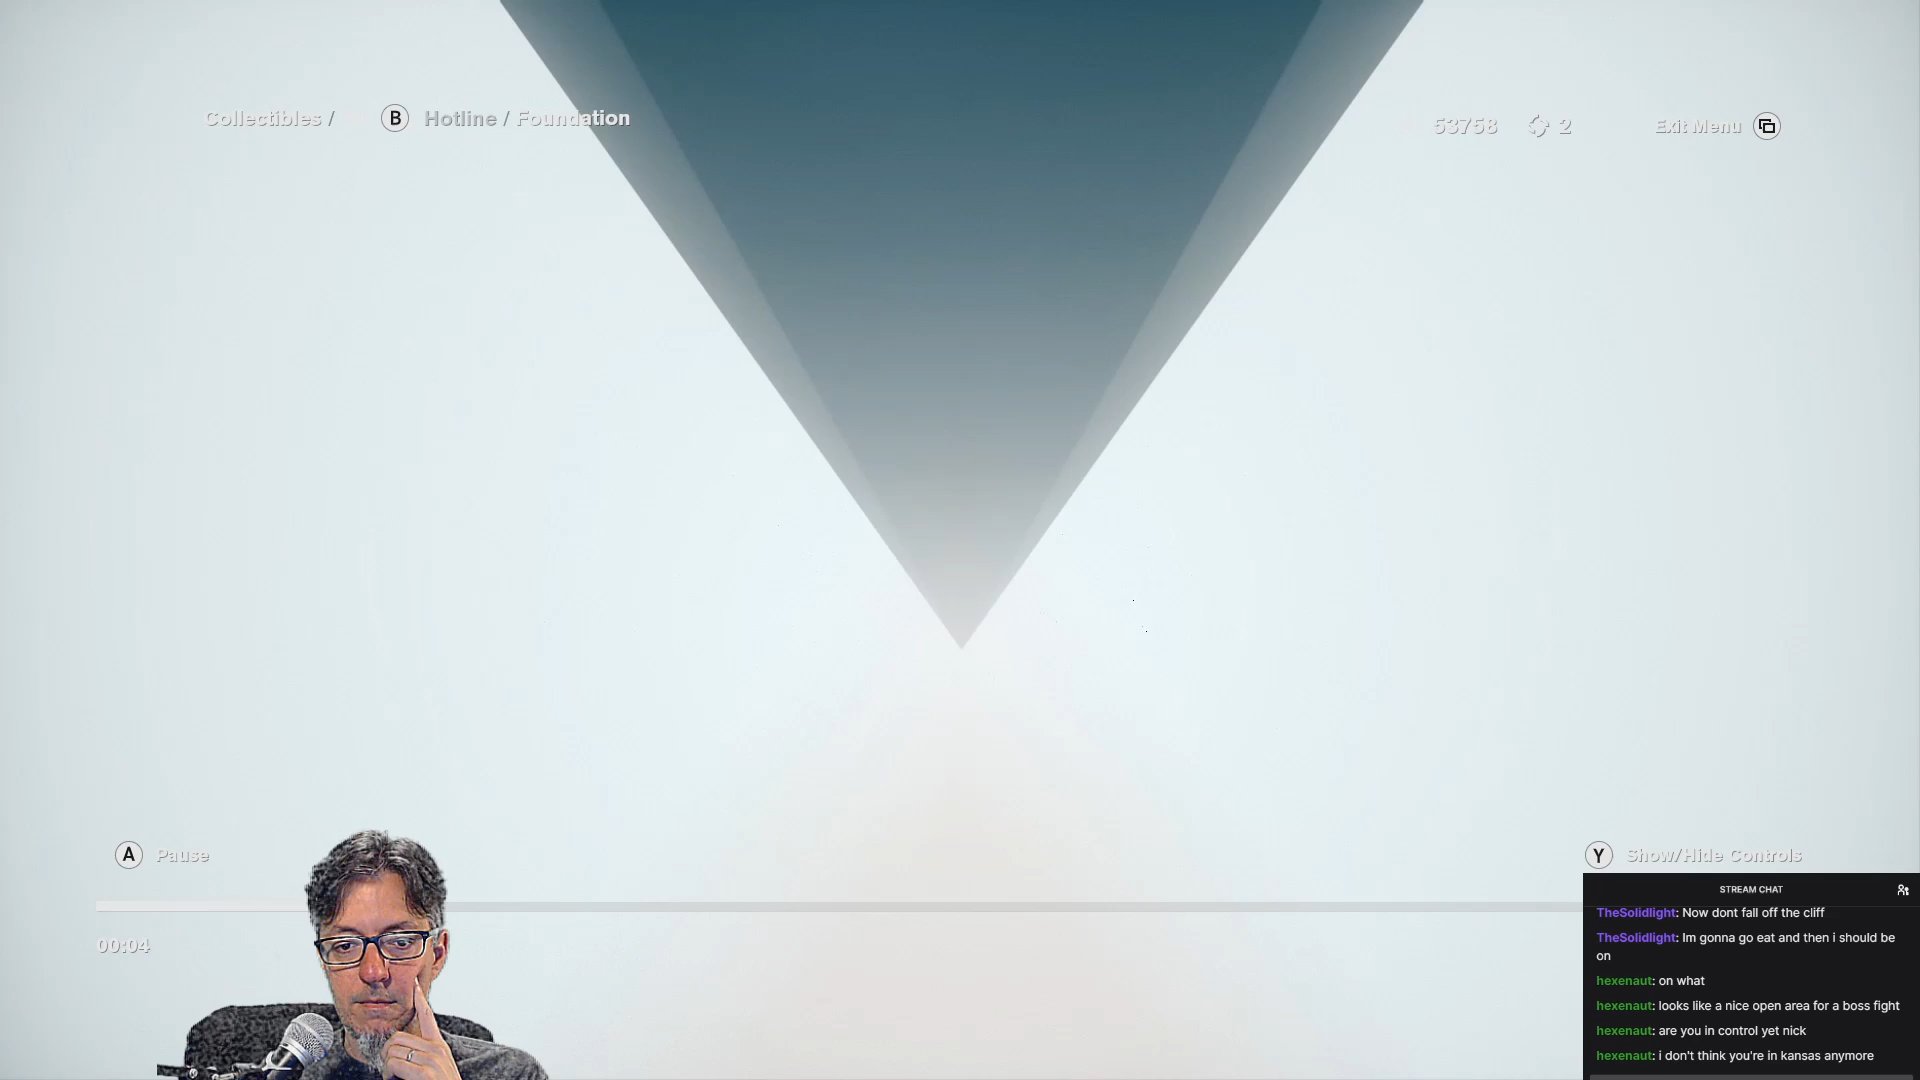 Collectibles /
B Hotline / Foundation
53758 2
Exit Menu
A Pause
Y Show/Hide Controls
00:04
STREAM CHAT
TheSolidlight: Now dont fall off the cliff
TheSolidlight: Im gonna go eat and then i should be
on
hexenaut: on what
hexenaut: looks like a nice open area for a boss fight
hexenaut: are you in control yet nick
hexenaut: i don't think you're in kansas anymore